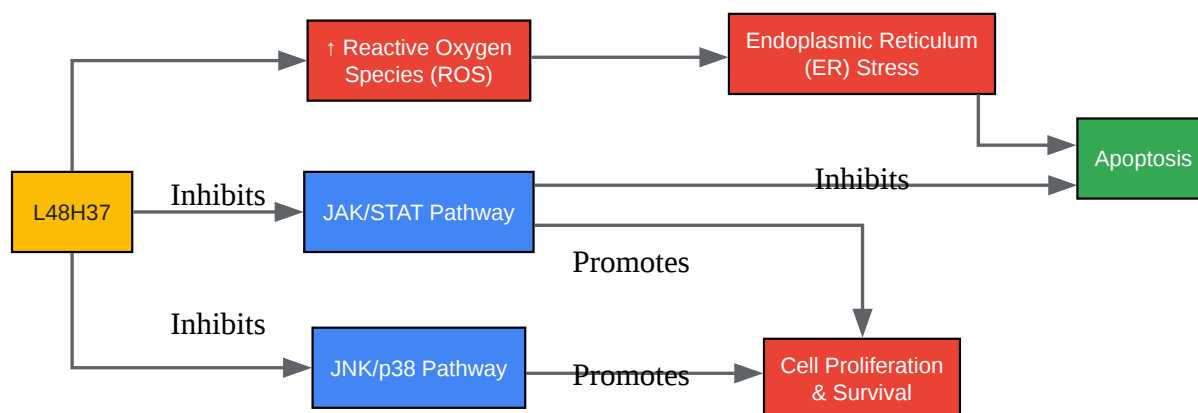 ↑ Reactive Oxygen
Species (ROS)
Endoplasmic Reticulum
(ER) Stress
Apoptosis
L48H37
Inhibits
JAK/STAT Pathway
Inhibits
Promotes
Inhibits
JNK/p38 Pathway
Promotes
Cell Proliferation
& Survival